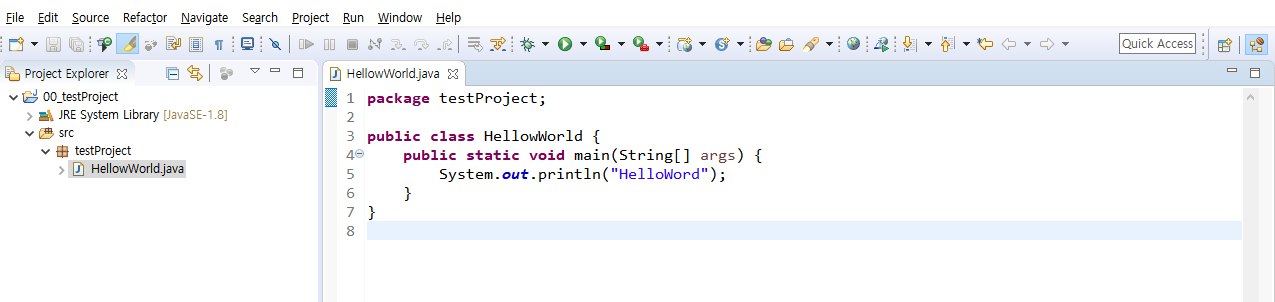 File Edit Source Refactor Navigate Search Project Run Window Help
Quick Access
Project Explorer
00_testProject
JRE System Library [JavaSE-1.8]
src
testProject
HellowWorld.java
HellowWorld.java
1 package testProject;
2
3 public class HellowWorld {
4 public static void main(String[] args) {
5 System.out.println("HelloWord");
6 }
7 }
8